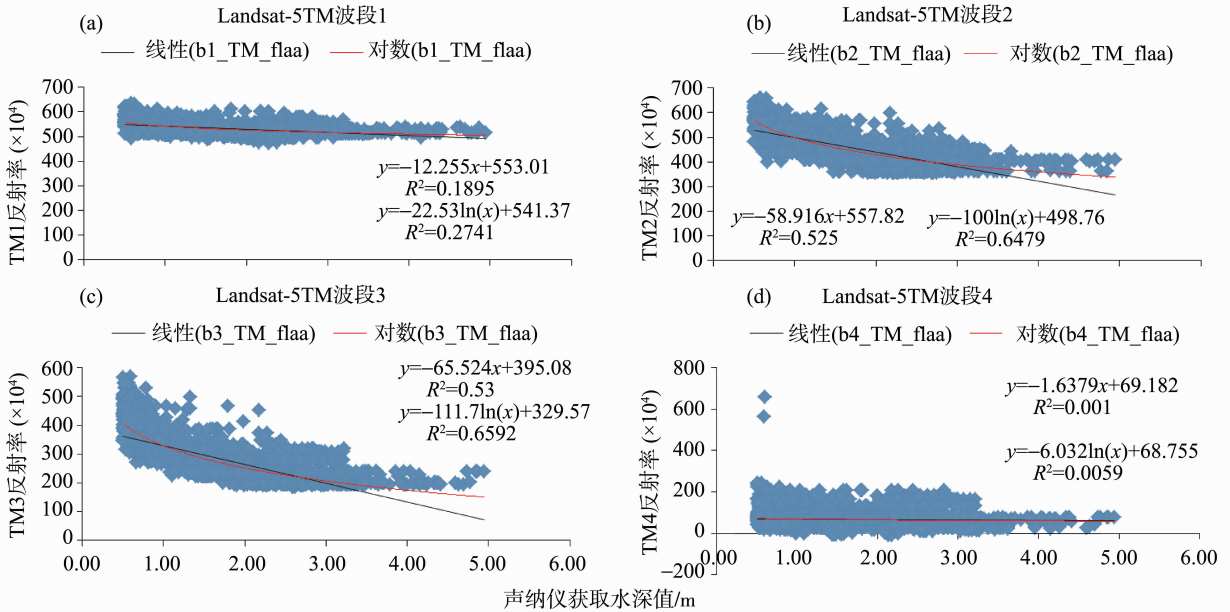 (a)
Landsat-5TM波段1
线性(b1_TM_flaa) 对数(b1_TM_flaa)
TM1反射率 (×10⁴)
700
600
500
400
300
200
100
0
y=−12.255x+553.01
R²=0.1895
y=−22.53ln(x)+541.37
R²=0.2741
(b)
Landsat-5TM波段2
线性(b2_TM_flaa) 对数(b2_TM_flaa)
TM2反射率 (×10⁴)
700
600
500
400
300
200
100
0
y=−58.916x+557.82 y=−100ln(x)+498.76
R²=0.525 R²=0.6479
(c)
Landsat-5TM波段3
线性(b3_TM_flaa) 对数(b3_TM_flaa)
TM3反射率 (×10⁴)
600
500
400
300
200
100
0
y=−65.524x+395.08
R²=0.53
y=−111.7ln(x)+329.57
R²=0.6592
0.00 1.00 2.00 3.00 4.00 5.00 6.00
(d)
Landsat-5TM波段4
线性(b4_TM_flaa) 对数(b4_TM_flaa)
TM4反射率 (×10⁴)
800
600
400
200
0
−200
y=−1.6379x+69.182
R²=0.001
y=−6.032ln(x)+68.755
R²=0.0059
0.00 1.00 2.00 3.00 4.00 5.00 6.00
声纳仪获取水深值/m